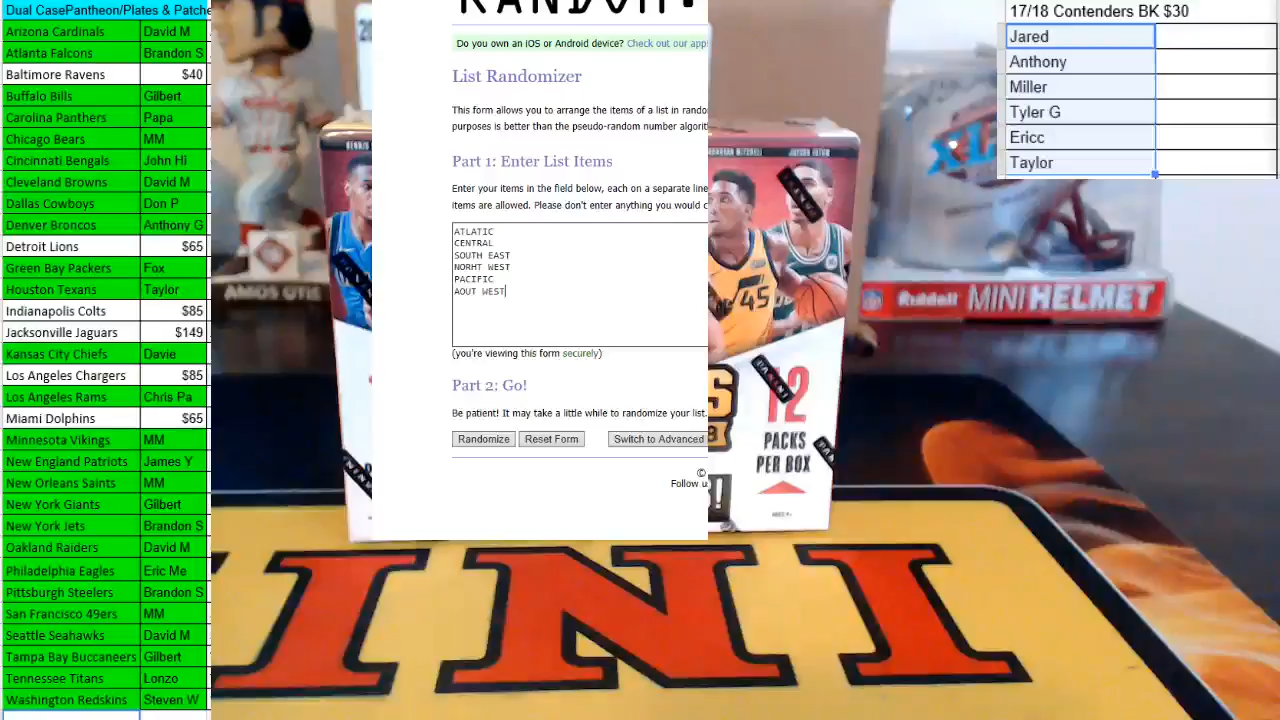 Dual CasePantheon/Plates & Patche
Arizona Cardinals David M
Atlanta Falcons Brandon S
Baltimore Ravens $40
Buffalo Bills Gilbert
Carolina Panthers Papa
Chicago Bears MM
Cincinnati Bengals John Hi
Cleveland Browns David M
Dallas Cowboys Don P
Denver Broncos Anthony G
Detroit Lions $65
Green Bay Packers Fox
Houston Texans Taylor
Indianapolis Colts $85
Jacksonville Jaguars $149
Kansas City Chiefs Davie
Los Angeles Chargers $85
Los Angeles Rams Chris Pa
Miami Dolphins $65
Minnesota Vikings MM
New England Patriots James Y
New Orleans Saints MM
New York Giants Gilbert
New York Jets Brandon S
Oakland Raiders David M
Philadelphia Eagles Eric Me
Pittsburgh Steelers Brandon S
San Francisco 49ers MM
Seattle Seahawks David M
Tampa Bay Buccaneers Gilbert
Tennessee Titans Lonzo
Washington Redskins Steven W
RANDOM.
Do you own an iOS or Android device? Check out our app
List Randomizer
This form allows you to arrange the items of a list in rando
purposes is better than the pseudo-random number algorit
Part 1: Enter List Items
Enter your items in the field below, each on a separate line
items are allowed. Please don't enter anything you would c
ATLATIC
CENTRAL
SOUTH EAST
NORHT WEST
PACIFIC
AOUT WEST
(you're viewing this form securely)
Part 2: Go!
Be patient! It may take a little while to randomize your list.
Randomize Reset Form Switch to Advanced
©
Follow u
17/18 Contenders BK $30
Jared
Anthony
Miller
Tyler G
Ericc
Taylor
AMOS OTIS
45
PANINI
12
PACKS
PER BOX
XL
Riddell MINI HELMET
INI